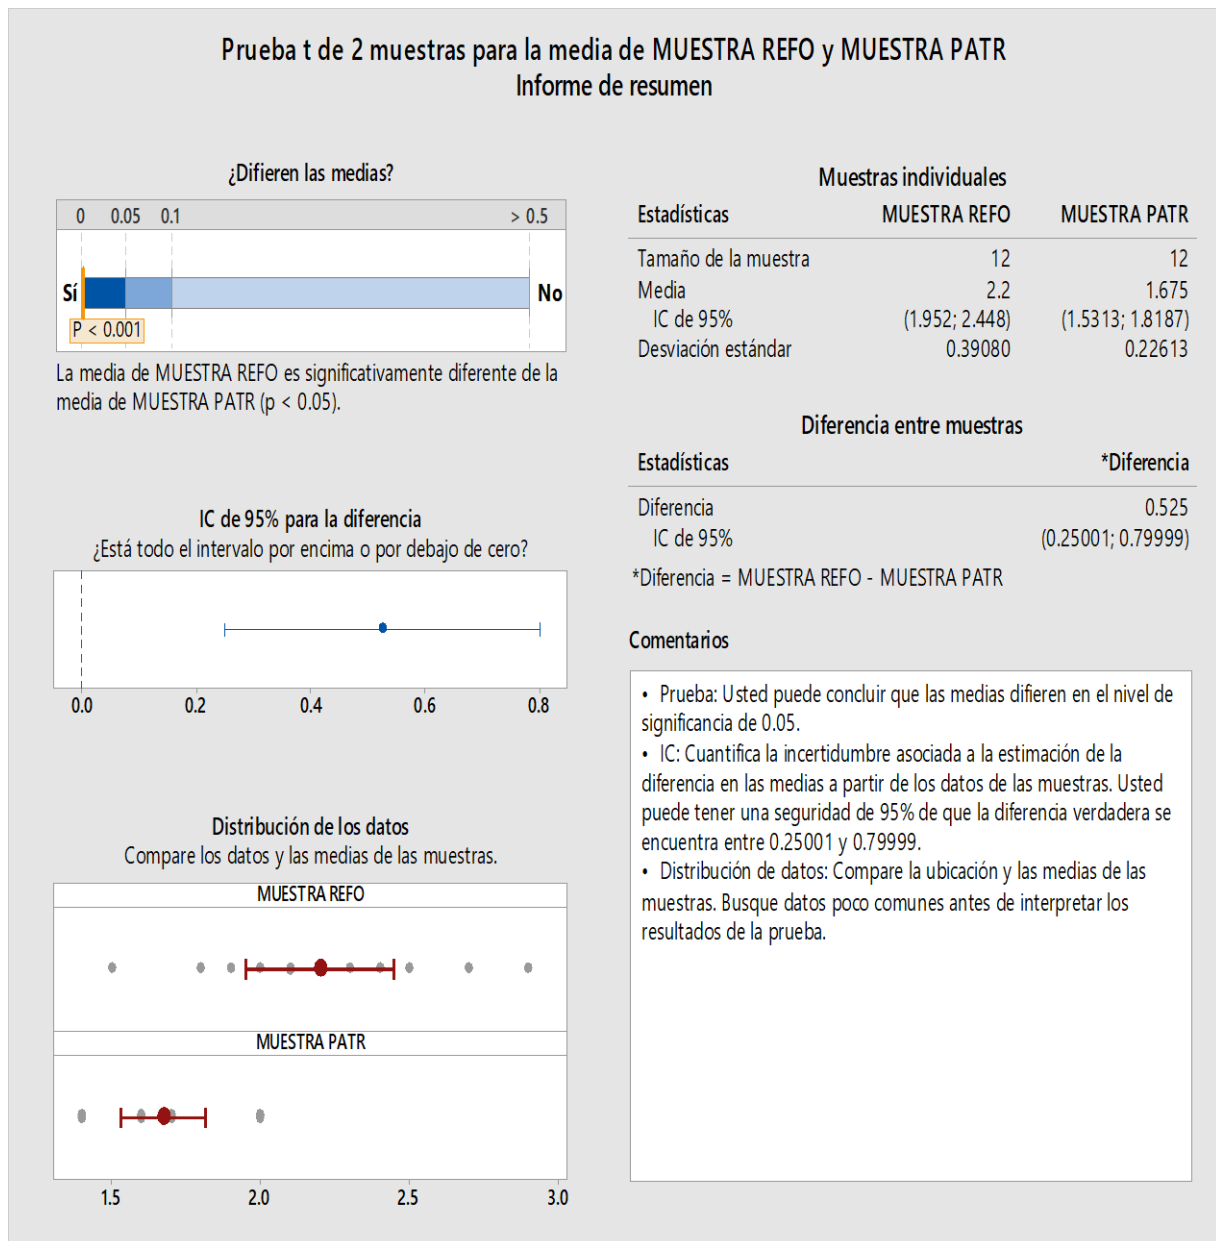 Prueba t de 2 muestras para la media de MUESTRA REFO y MUESTRA PATR
Informe de resumen
¿Difieren las medias?
0 0.05 0.1 > 0.5
Sí No
P < 0.001
La media de MUESTRA REFO es significativamente diferente de la
media de MUESTRA PATR (p < 0.05).
IC de 95% para la diferencia
¿Está todo el intervalo por encima o por debajo de cero?
0.0 0.2 0.4 0.6 0.8
Distribución de los datos
Compare los datos y las medias de las muestras.
MUESTRA REFO
MUESTRA PATR
1.5 2.0 2.5 3.0
Muestras individuales
Estadísticas MUESTRA REFO MUESTRA PATR
Tamaño de la muestra 12 12
Media 2.2 1.675
IC de 95% (1.952; 2.448) (1.5313; 1.8187)
Desviación estándar 0.39080 0.22613
Diferencia entre muestras
Estadísticas *Diferencia
Diferencia 0.525
IC de 95% (0.25001; 0.79999)
*Diferencia = MUESTRA REFO - MUESTRA PATR
Comentarios
• Prueba: Usted puede concluir que las medias difieren en el nivel de
significancia de 0.05.
• IC: Cuantifica la incertidumbre asociada a la estimación de la
diferencia en las medias a partir de los datos de las muestras. Usted
puede tener una seguridad de 95% de que la diferencia verdadera se
encuentra entre 0.25001 y 0.79999.
• Distribución de datos: Compare la ubicación y las medias de las
muestras. Busque datos poco comunes antes de interpretar los
resultados de la prueba.